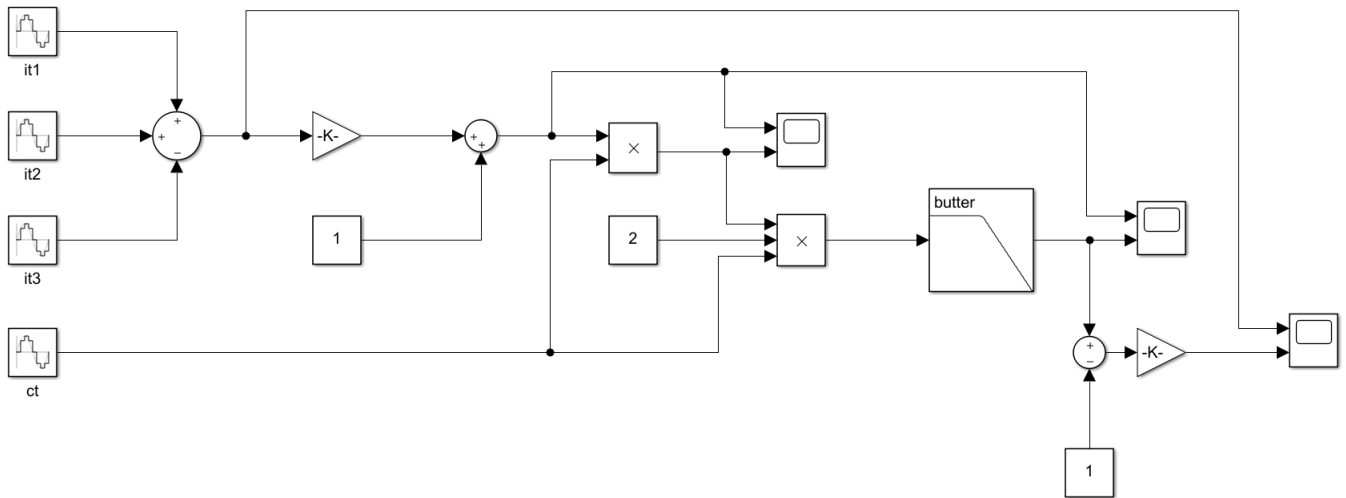 it1
it2
it3
ct
+
+
−
-K-
+
+
1
×
2
×
butter
+
−
-K-
1